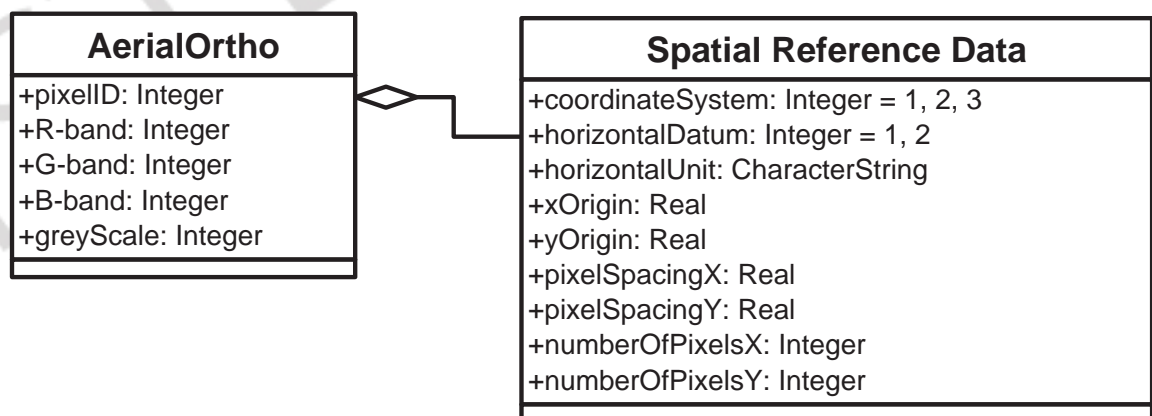 AerialOrtho
+pixelID: Integer
+R-band: Integer
+G-band: Integer
+B-band: Integer
+greyScale: Integer
Spatial Reference Data
+coordinateSystem: Integer = 1, 2, 3
+horizontalDatum: Integer = 1, 2
+horizontalUnit: CharacterString
+xOrigin: Real
+yOrigin: Real
+pixelSpacingX: Real
+pixelSpacingY: Real
+numberOfPixelsX: Integer
+numberOfPixelsY: Integer